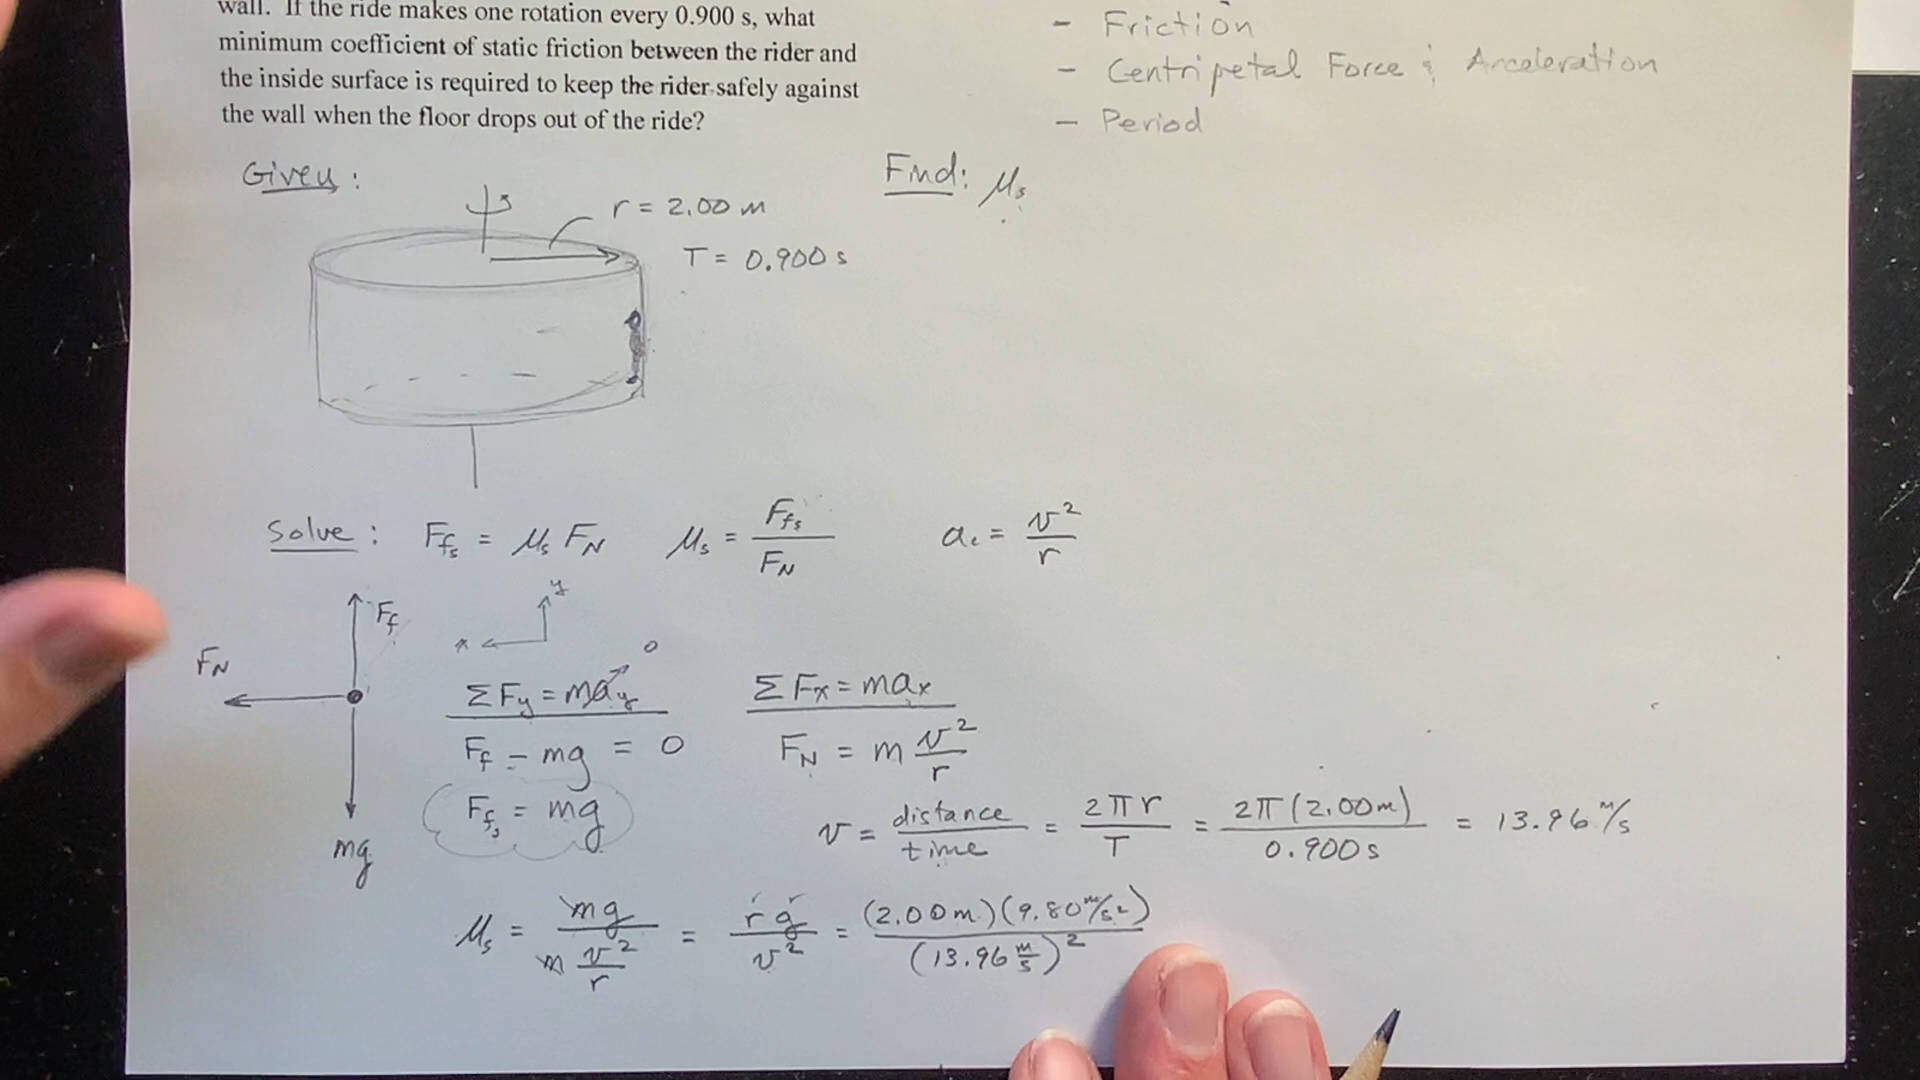 wall. If the ride makes one rotation every 0.900 s, what
minimum coefficient of static friction between the rider and
the inside surface is required to keep the rider safely against
the wall when the floor drops out of the ride?
- Friction
- Centripetal Force & Acceleration
- Period
Given:
Find: μs
r = 2.00 m
T = 0.900 s
Solve: Ffs = μs FN μs = Ffs / FN ac = v² / r
Ff
FN
mg
y
x
ΣFy = may 0
Ff - mg = 0
Ffs = mg
ΣFx = max
FN = m v² / r
v = distance / time = 2πr / T = 2π(2.00m) / 0.900s = 13.96 m/s
μs = mg / m v² / r = rg / v² = (2.00m)(9.80 m/s²) / (13.96 m/s)²